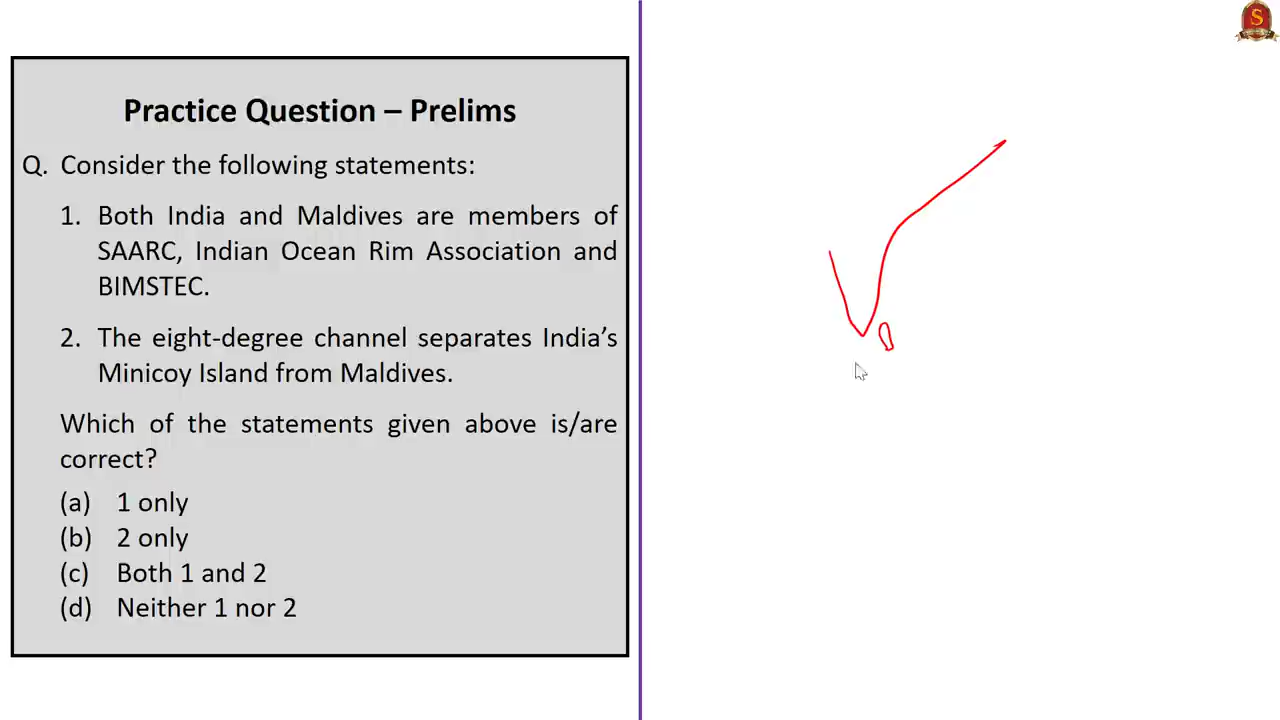 S
Practice Question – Prelims
Q. Consider the following statements:
1. Both India and Maldives are members of
SAARC, Indian Ocean Rim Association and
BIMSTEC.
2. The eight-degree channel separates India's
Minicoy Island from Maldives.
Which of the statements given above is/are
correct?
(a) 1 only
(b) 2 only
(c) Both 1 and 2
(d) Neither 1 nor 2